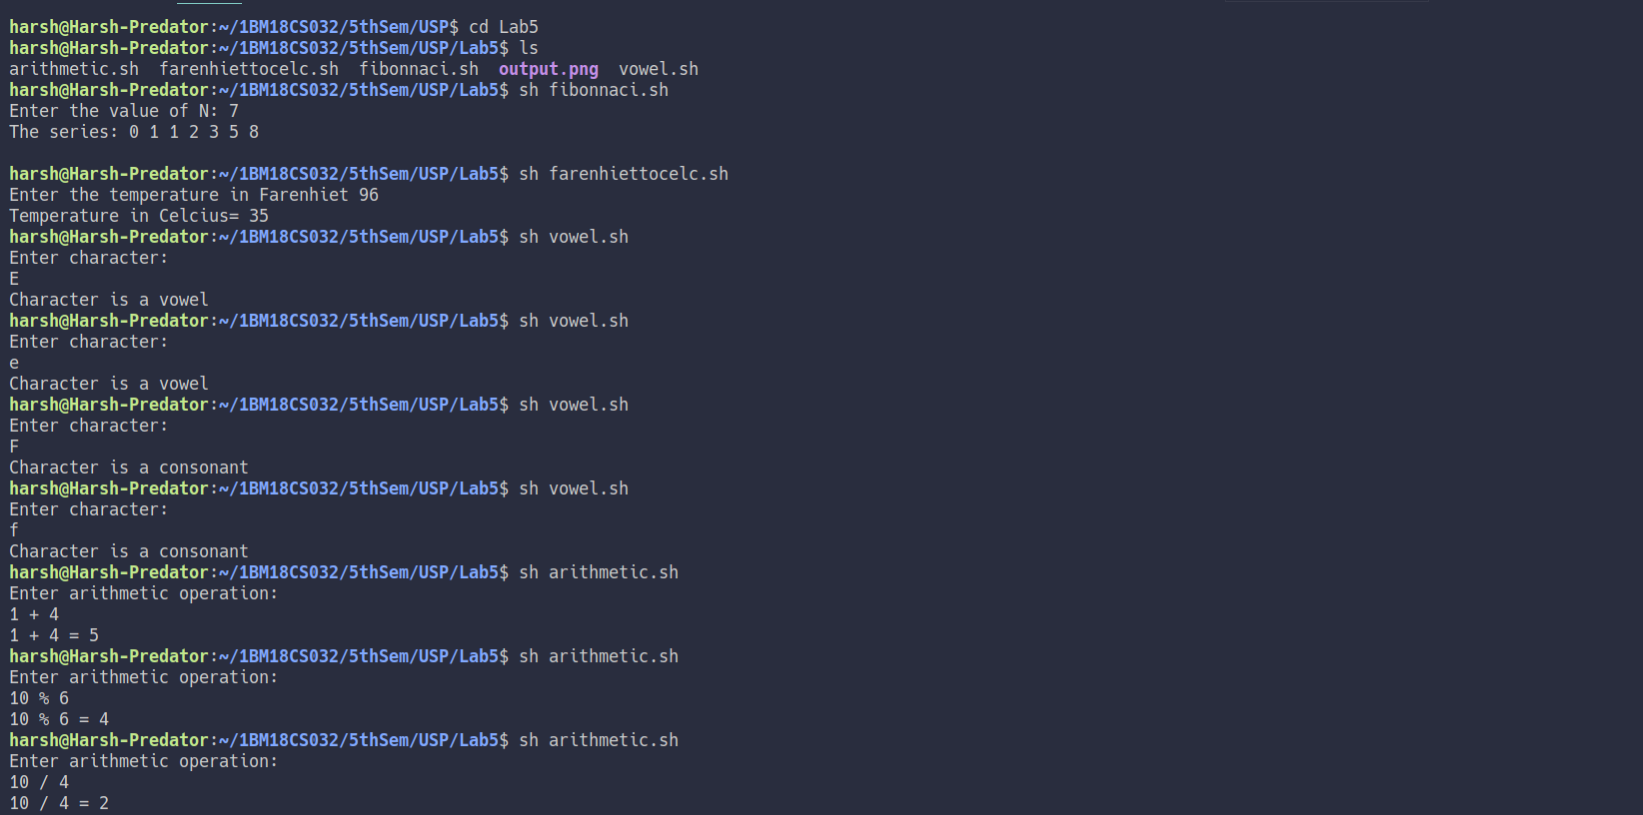 harsh@Harsh-Predator:~/1BM18CS032/5thSem/USP$ cd Lab5
harsh@Harsh-Predator:~/1BM18CS032/5thSem/USP/Lab5$ ls
arithmetic.sh  farenhiettocelc.sh  fibonnaci.sh  output.png  vowel.sh
harsh@Harsh-Predator:~/1BM18CS032/5thSem/USP/Lab5$ sh fibonnaci.sh
Enter the value of N: 7
The series: 0 1 1 2 3 5 8
harsh@Harsh-Predator:~/1BM18CS032/5thSem/USP/Lab5$ sh farenhiettocelc.sh
Enter the temperature in Farenhiet 96
Temperature in Celcius= 35
harsh@Harsh-Predator:~/1BM18CS032/5thSem/USP/Lab5$ sh vowel.sh
Enter character:
E
Character is a vowel
harsh@Harsh-Predator:~/1BM18CS032/5thSem/USP/Lab5$ sh vowel.sh
Enter character:
e
Character is a vowel
harsh@Harsh-Predator:~/1BM18CS032/5thSem/USP/Lab5$ sh vowel.sh
Enter character:
F
Character is a consonant
harsh@Harsh-Predator:~/1BM18CS032/5thSem/USP/Lab5$ sh vowel.sh
Enter character:
f
Character is a consonant
harsh@Harsh-Predator:~/1BM18CS032/5thSem/USP/Lab5$ sh arithmetic.sh
Enter arithmetic operation:
1 + 4
1 + 4 = 5
harsh@Harsh-Predator:~/1BM18CS032/5thSem/USP/Lab5$ sh arithmetic.sh
Enter arithmetic operation:
10 % 6
10 % 6 = 4
harsh@Harsh-Predator:~/1BM18CS032/5thSem/USP/Lab5$ sh arithmetic.sh
Enter arithmetic operation:
10 / 4
10 / 4 = 2